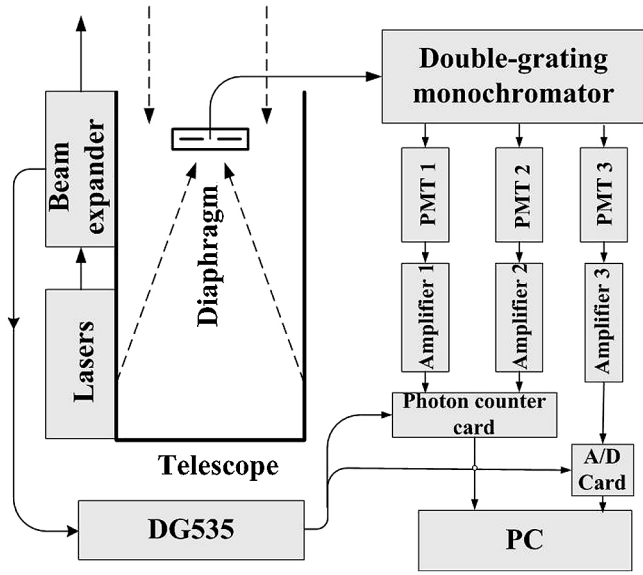 Double-grating
monochromator
Beam
expander
Diaphragm
PMT 1
PMT 2
PMT 3
Lasers
Amplifier 1
Amplifier 2
Amplifier 3
Photon counter
card
Telescope
A/D
Card
DG535
PC